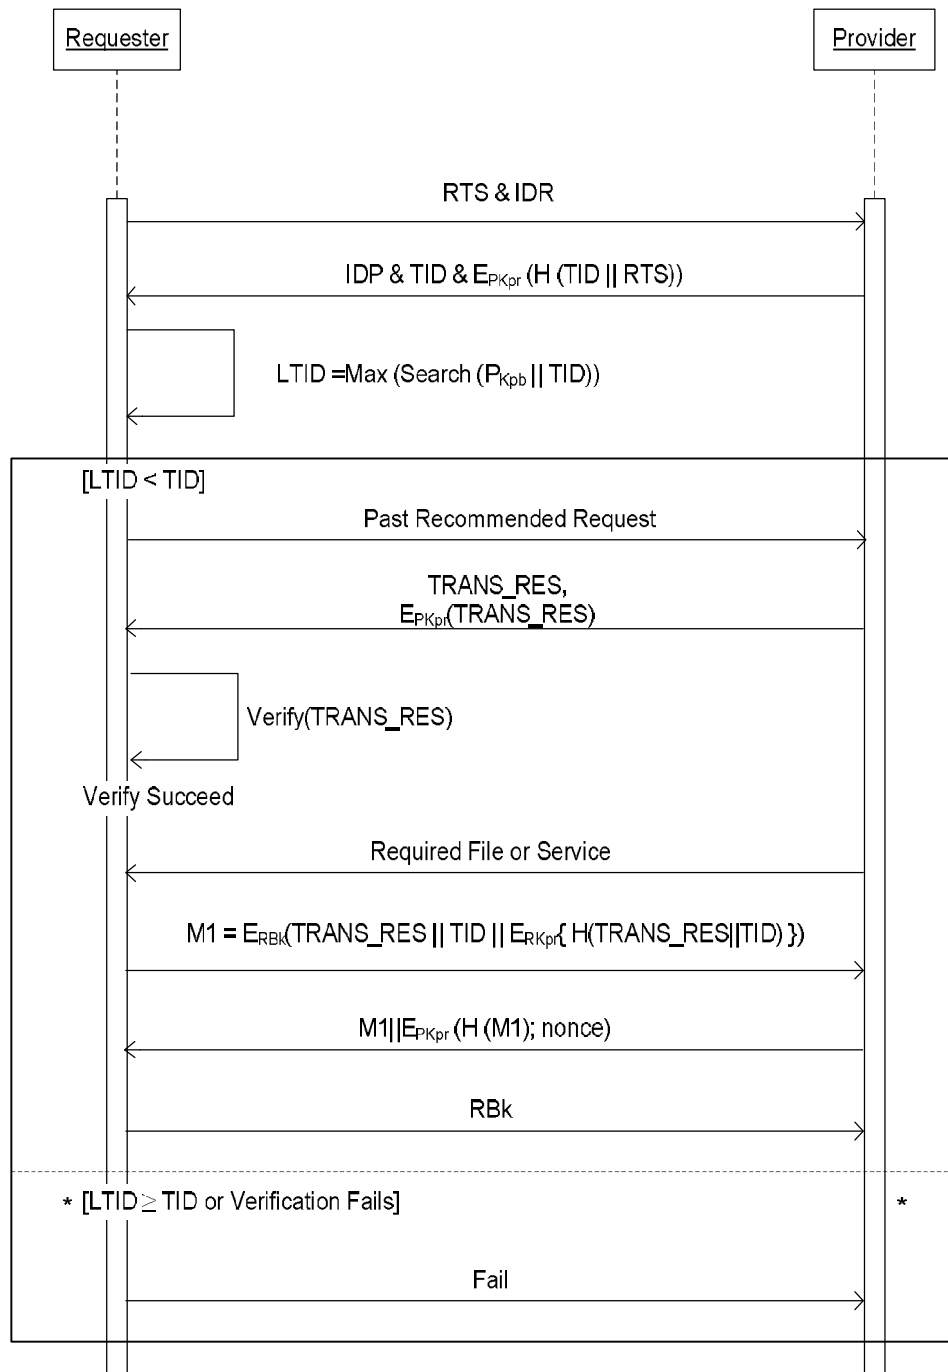 Requester
Provider
RTS & IDR
IDP & TID & EPKpr (H (TID || RTS))
LTID =Max (Search (PKpb || TID))
[LTID < TID]
Past Recommended Request
TRANS_RES,
EPKpr(TRANS_RES)
Verify(TRANS_RES)
Verify Succeed
Required File or Service
M1 = ERBk(TRANS_RES || TID || ERKpr{ H(TRANS_RES||TID) })
M1||EPKpr (H (M1); nonce)
RBk
* [LTID ≥ TID or Verification Fails] *
Fail